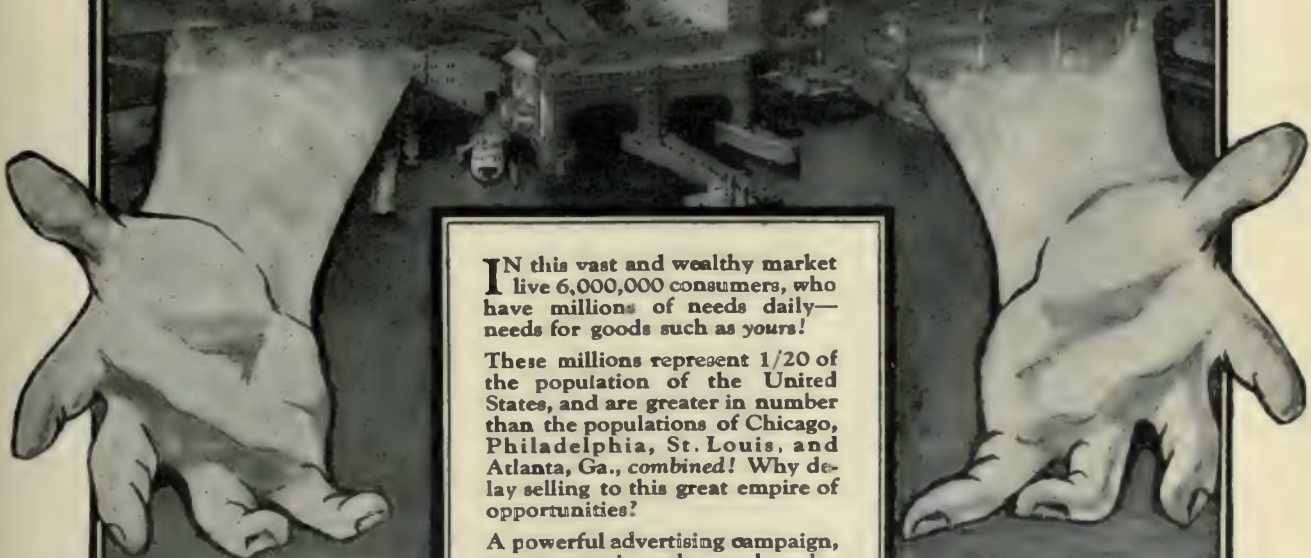 IN this vast and wealthy market
live 6,000,000 consumers, who
have millions of needs daily—
needs for goods such as yours!
These millions represent 1/20 of
the population of the United
States, and are greater in number
than the populations of Chicago,
Philadelphia, St. Louis, and
Atlanta, Ga., combined! Why de-
lay selling to this great empire of
opportunities?
A powerful advertising campaign,